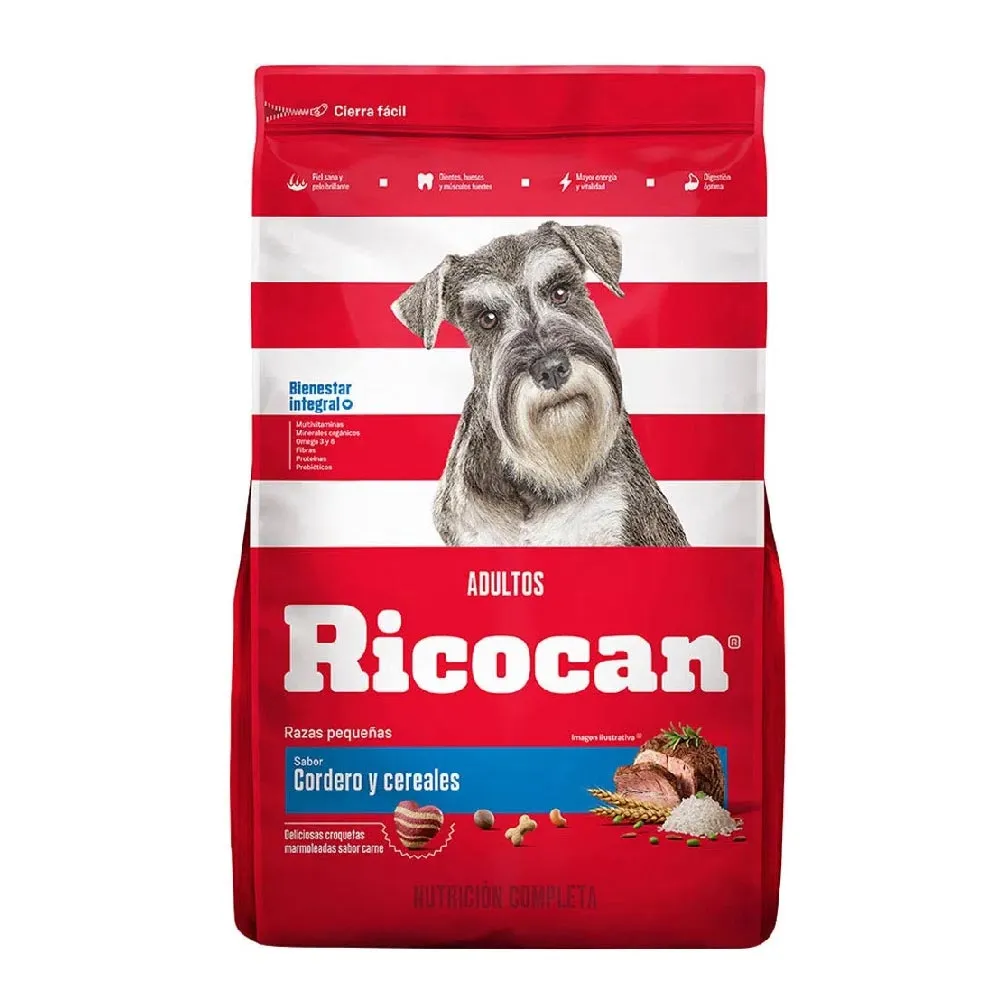 Cierra fácil
Piel sana y
pelo brillante
Dientes, huesos
y músculos fuertes
Mayor energía
y vitalidad
Digestión
óptima
Bienestar
integral
Multivitaminas
Minerales orgánicos
Omega 3 y 6
Fibras
Proteínas
Prebióticos
ADULTOS
Ricocan®
Razas pequeñas
Imagen ilustrativa
Sabor
Cordero y cereales
Deliciosas croquetas
marmoleadas sabor carne
NUTRICIÓN COMPLETA